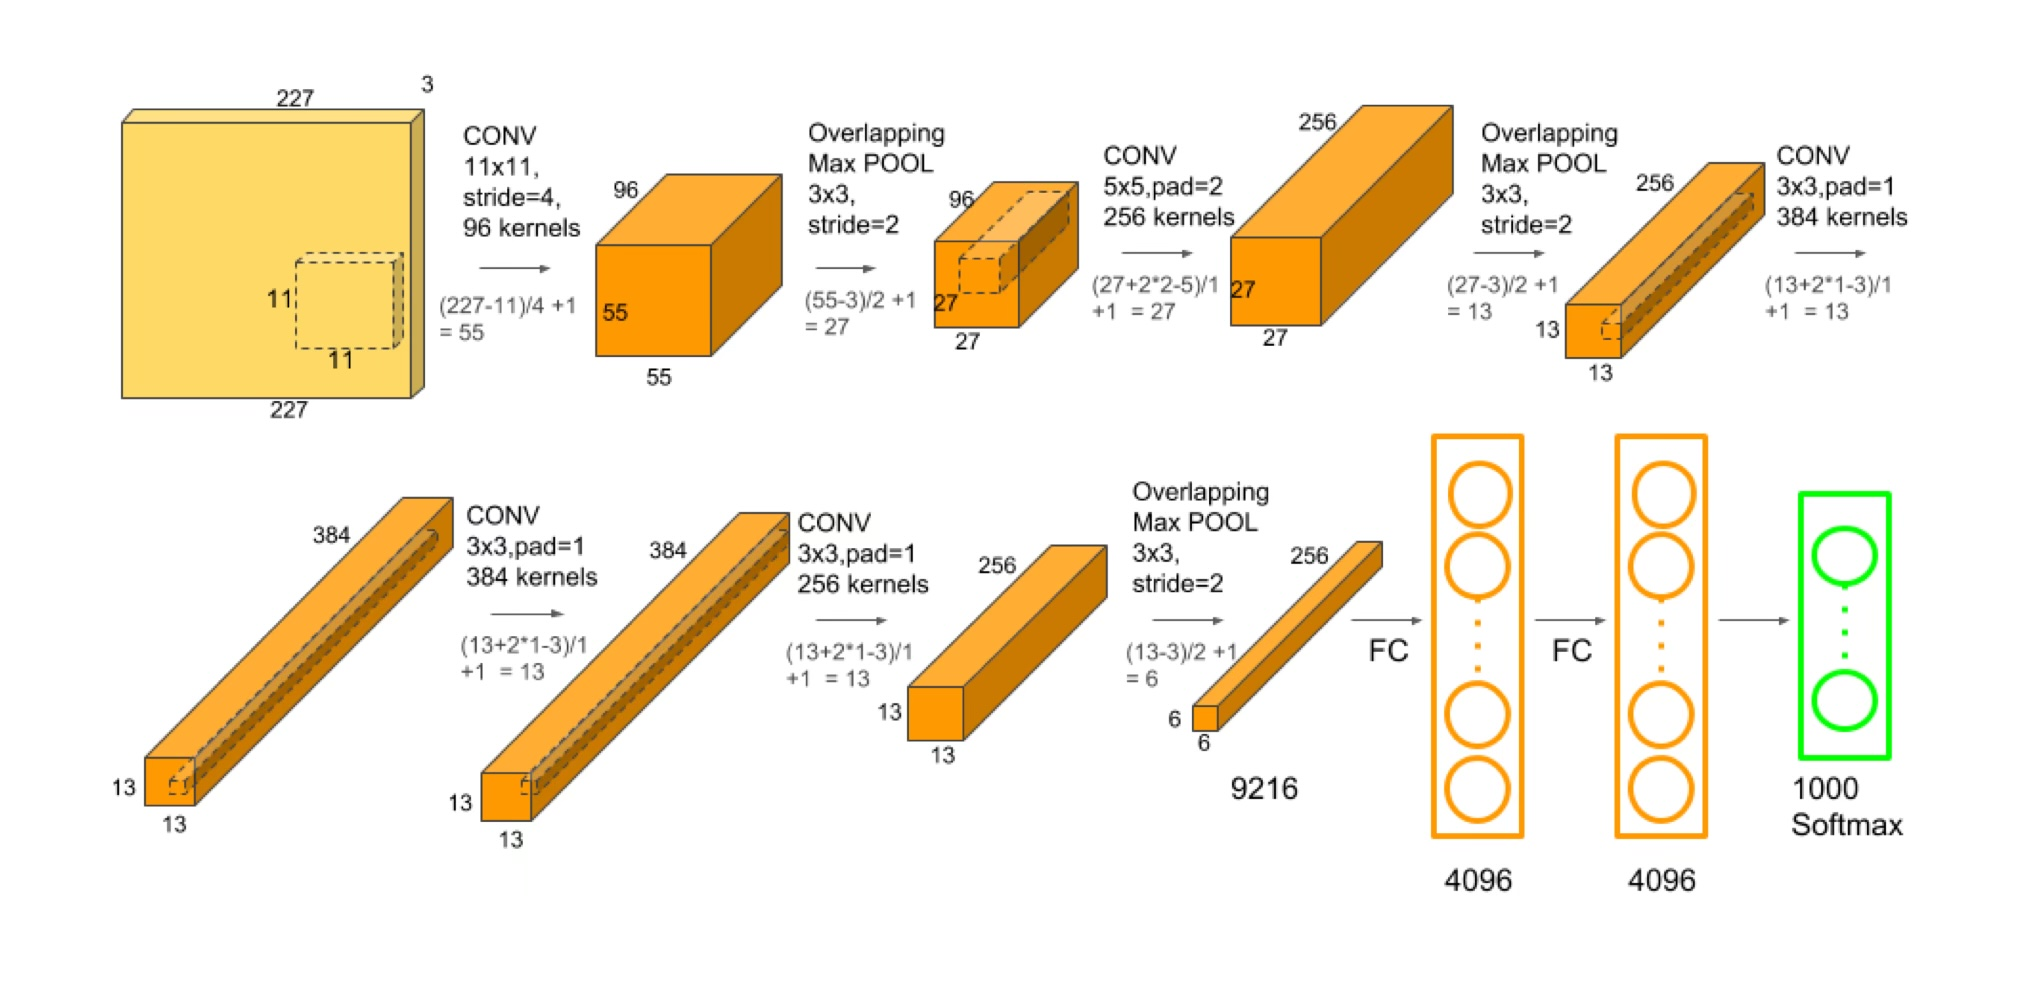 227
3
11
11
227
CONV
11x11,
stride=4,
96 kernels
(227-11)/4 +1
= 55
96
55
55
Overlapping
Max POOL
3x3,
stride=2
(55-3)/2 +1
= 27
96
27
27
CONV
5x5,pad=2
256 kernels
(27+2*2-5)/1
+1 = 27
256
27
27
Overlapping
Max POOL
3x3,
stride=2
(27-3)/2 +1
= 13
256
13
13
CONV
3x3,pad=1
384 kernels
(13+2*1-3)/1
+1 = 13
384
13
13
CONV
3x3,pad=1
384 kernels
(13+2*1-3)/1
+1 = 13
384
13
13
CONV
3x3,pad=1
256 kernels
(13+2*1-3)/1
+1 = 13
256
13
13
Overlapping
Max POOL
3x3,
stride=2
(13-3)/2 +1
= 6
256
6
6
9216
FC
4096
FC
4096
1000
Softmax